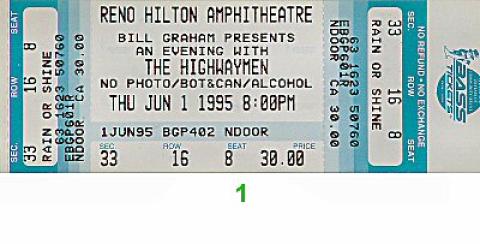 SEAT
8
ROW
16
SEC.
33
RAIN OR SHINE
63 1623 50760
EBGP601R
NDOOR, CA 30.00
RENO HILTON AMPHITHEATRE
BILL GRAHAM PRESENTS
AN EVENING WITH
THE HIGHWAYMEN
NO PHOTO/BOT&CAN/ALCOHOL
THU JUN 1 1995 8:00PM
1JUN95 BGP402 NDOOR
SEC. ROW SEAT
33 16 8 30.00
63 1623 50760
EBGP601R
NDOOR, CA 30.00
33
RAIN OR SHINE
16
8
SEC.
ROW
SEAT
NO REFUND•NO EXCHANGE
BASS
TICKETS
1